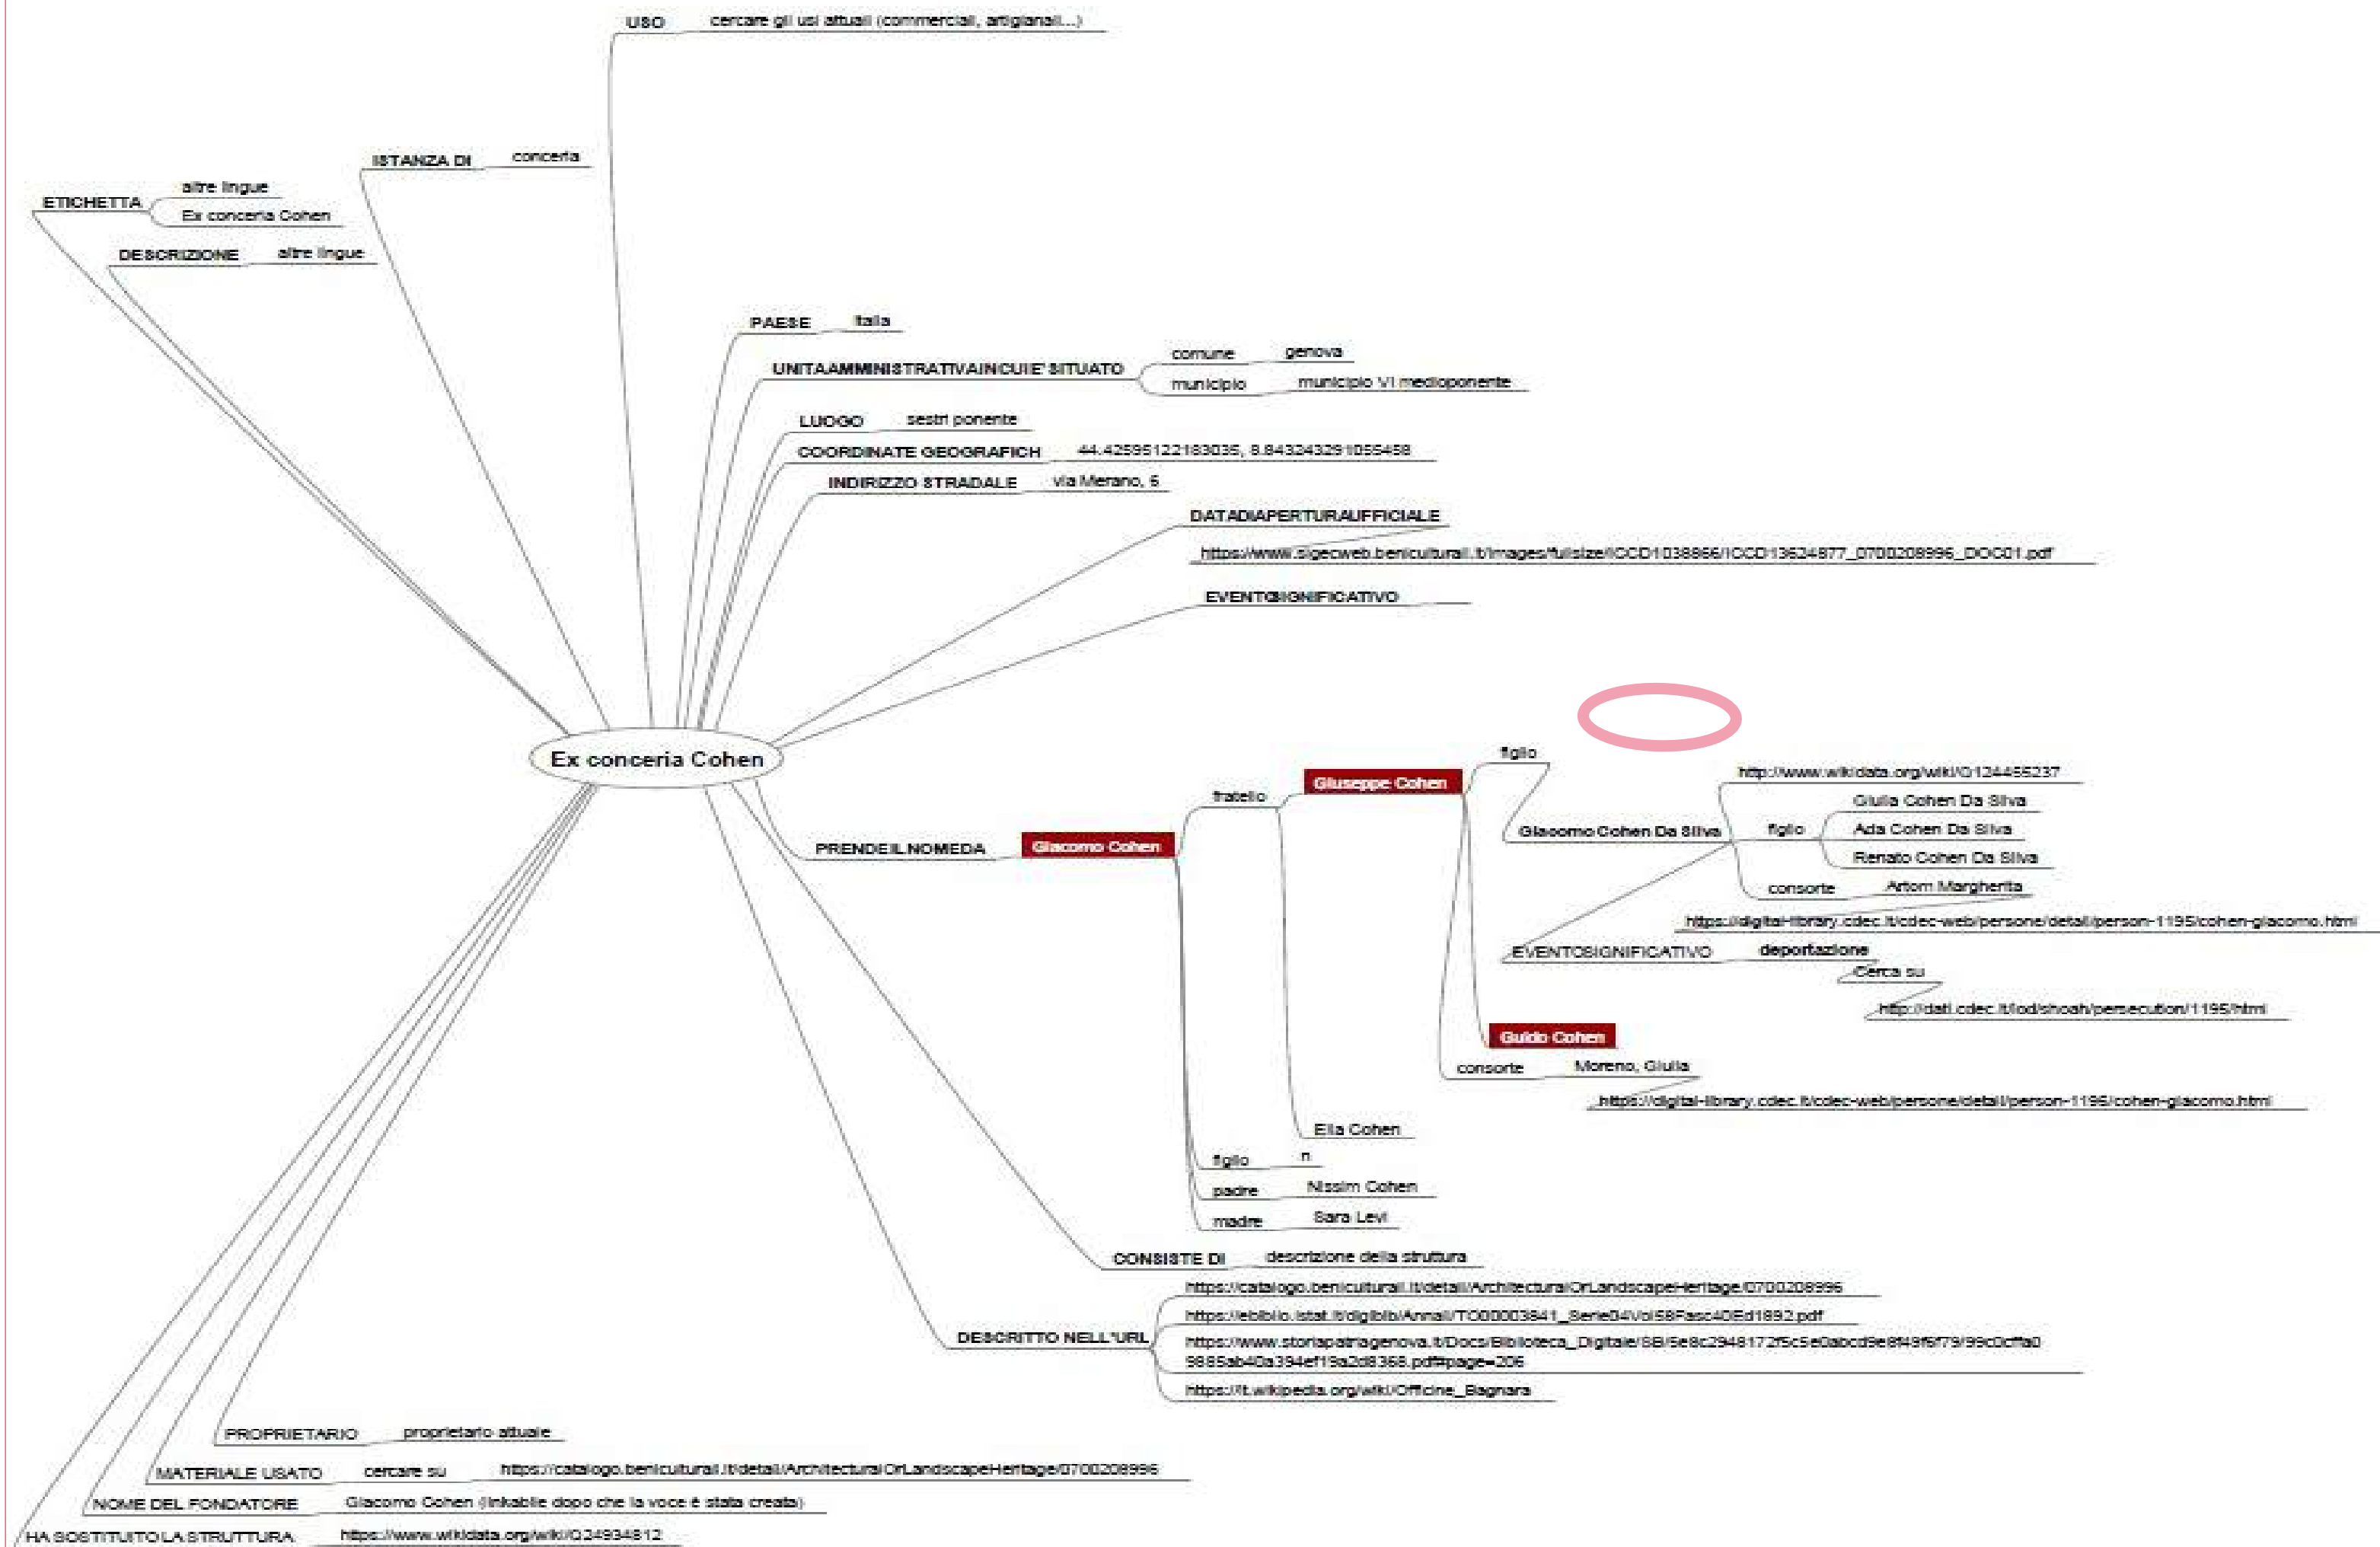 USO cercare gli usi attuali (commerciali, artigianali...)
ISTANZA DI conceria
ETICHETTA
altre lingue
Ex conceria Cohen
DESCRIZIONE altre lingue
PAESE Italia
UNITAAMMINISTRATIVAINCUIE'SITUATO
comune genova
municipio municipio VI medioponente
LUOGO sestri ponente
COORDINATE GEOGRAFICH 44.42595122183035, 8.843243291055458
INDIRIZZO STRADALE via Merano,
DATADIAPERTURAUFFICIALE
https://www.sigecweb.beniculturali.it/images/fullsize/ICCD1038866/ICCD13624877_0700208996_DOC01.pdf
EVENTOSIGNIFICATIVO
Ex conceria Cohen
PRENDEILNOMEDA Giacomo Cohen
fratello Giuseppe Cohen
figlio
http://www.wikidata.org/wiki/Q124455237
Giacomo Cohen Da Silva figlio
Giulia Cohen Da Silva
Ada Cohen Da Silva
Renato Cohen Da Silva
consorte Artom Margherita
https://digital-library.cdec.it/cdec-web/persone/detail/person-1195/cohen-giacomo.html
EVENTOSIGNIFICATIVO deportazione
Cerca su
http://dati.cdec.it/lod/shoah/persecution/1195/html
Guido Cohen
consorte Moreno, Giulia
https://digital-library.cdec.it/cdec-web/persone/detail/person-1195/cohen-giacomo.html
Elia Cohen
figlio n
padre Nissim Cohen
madre Sara Levi
CONSISTE DI descrizione della struttura
DESCRITTO NELL'URL
https://catalogo.beniculturali.it/detail/ArchitecturalOrLandscapeHeritage/0700208996
https://ebiblio.istat.it/digibib/Annali/TO00003841_Serie04Vol58Fasc40Ed1892.pdf
https://www.storiapatriagenova.it/Docs/Biblioteca_Digitale/SB/5e8c2948172f5c5e0abcd9e8f49f6f79/99c0cffa0
9885ab40a394ef19a2d8368.pdf#page=206
https://it.wikipedia.org/wiki/Officine_Bagnara
PROPRIETARIO proprietario attuale
MATERIALE USATO cercare su https://catalogo.beniculturali.it/detail/ArchitecturalOrLandscapeHeritage/0700208996
NOME DEL FONDATORE Giacomo Cohen (linkabile dopo che la voce è stata creata)
HA SOSTITUITO LA STRUTTURA https://www.wikidata.org/wiki/Q24934812